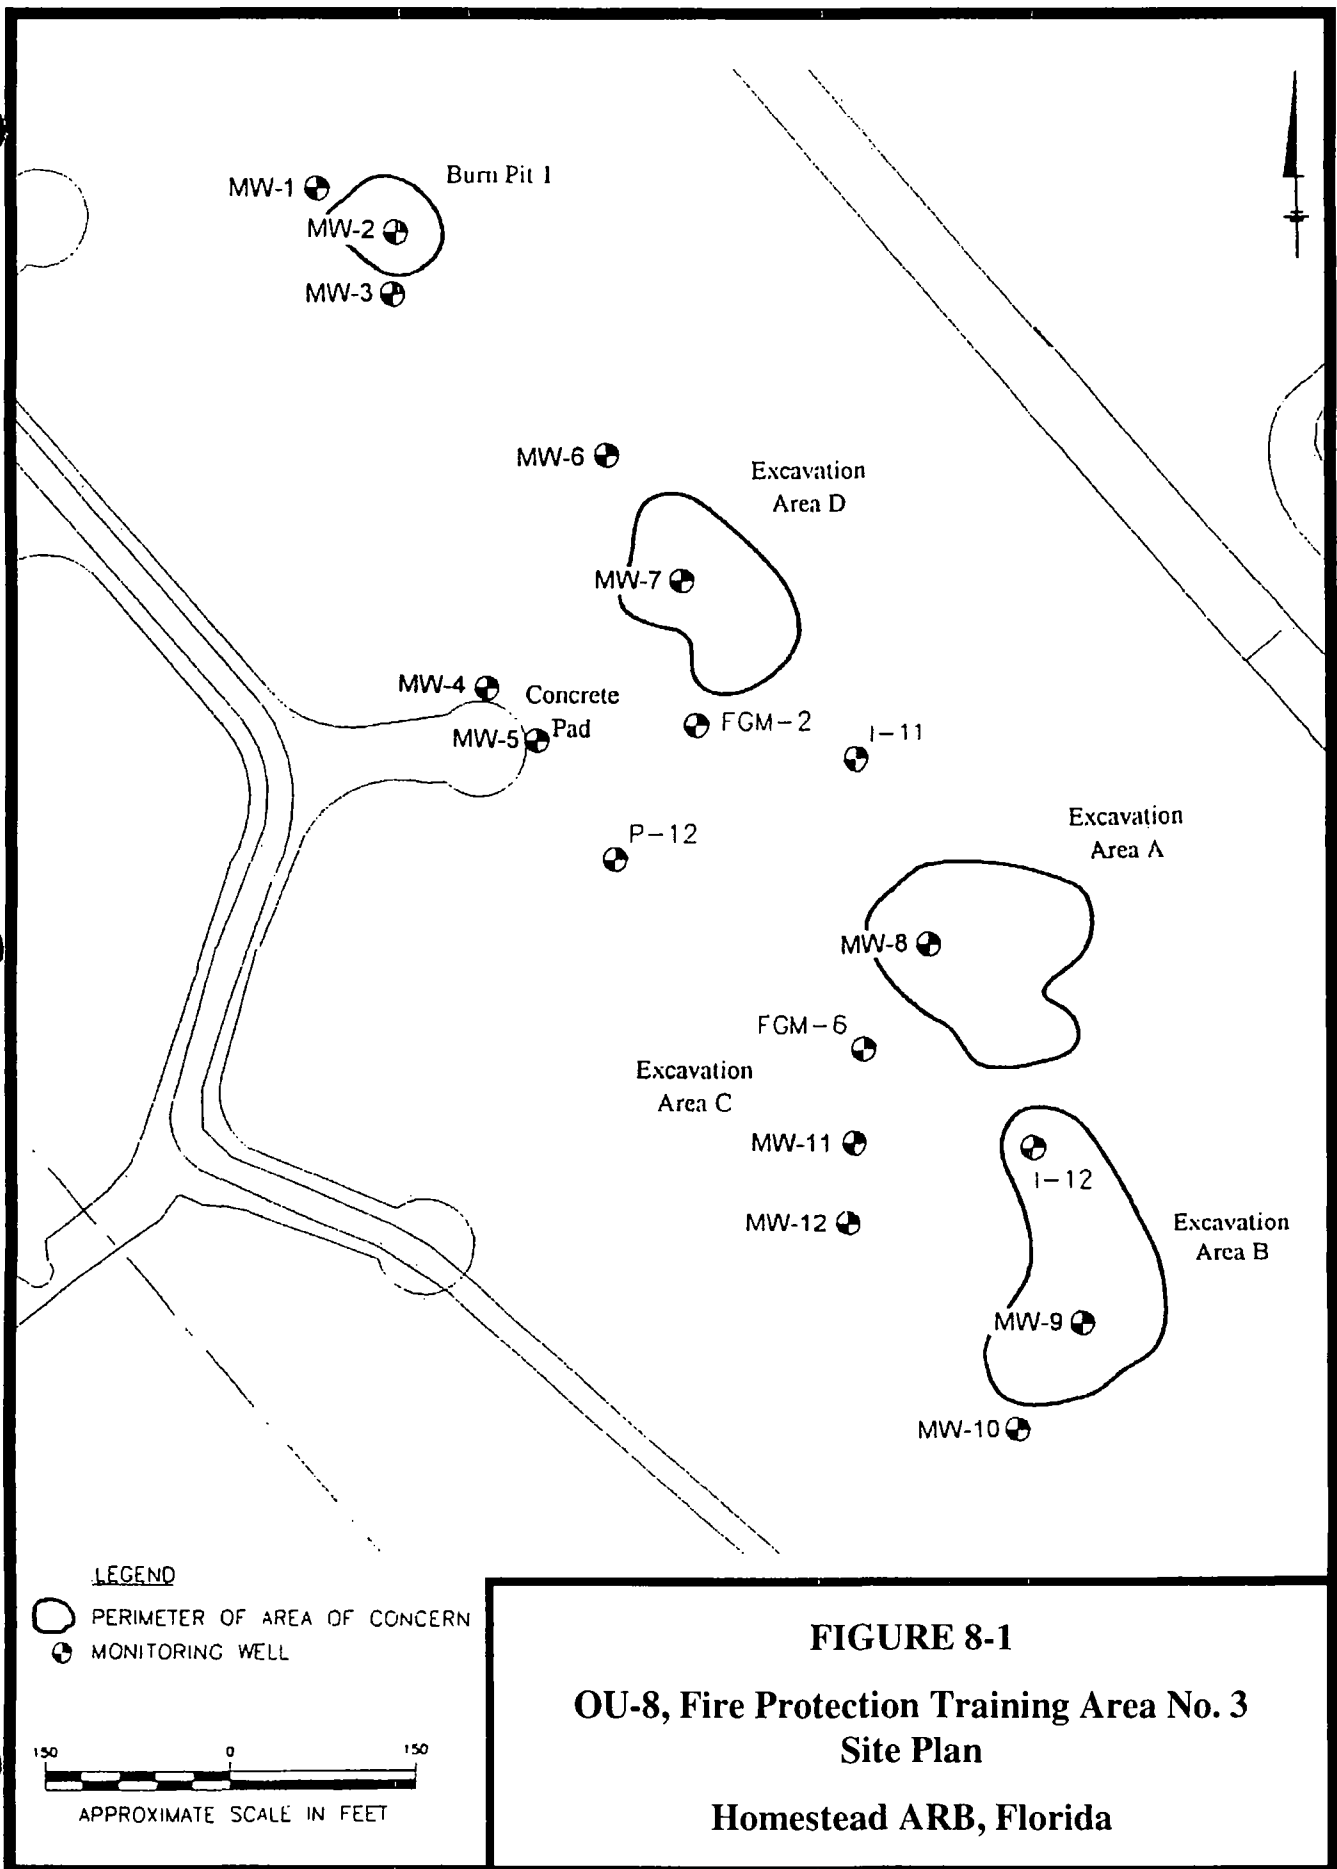 MW-1
Burn Pit 1
MW-2
MW-3
MW-6
Excavation
Area D
MW-7
MW-4
Concrete
Pad
MW-5
FGM-2
I-11
P-12
Excavation
Area A
MW-8
FGM-6
Excavation
Area C
MW-11
I-12
MW-12
Excavation
Area B
MW-9
MW-10
LEGEND
PERIMETER OF AREA OF CONCERN
MONITORING WELL
150 0 150
APPROXIMATE SCALE IN FEET
FIGURE 8-1
OU-8, Fire Protection Training Area No. 3
Site Plan
Homestead ARB, Florida